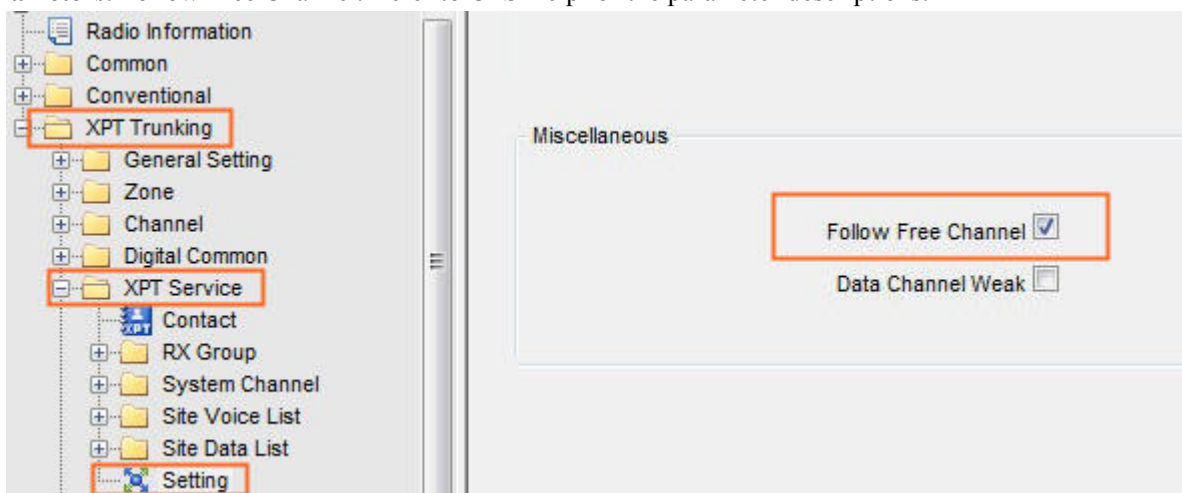 Radio Information
Common
Conventional
XPT Trunking
General Setting
Zone
Channel
Digital Common
XPT Service
XPT
Contact
RX Group
System Channel
Site Voice List
Site Data List
Setting
Miscellaneous
Follow Free Channel
Data Channel Weak